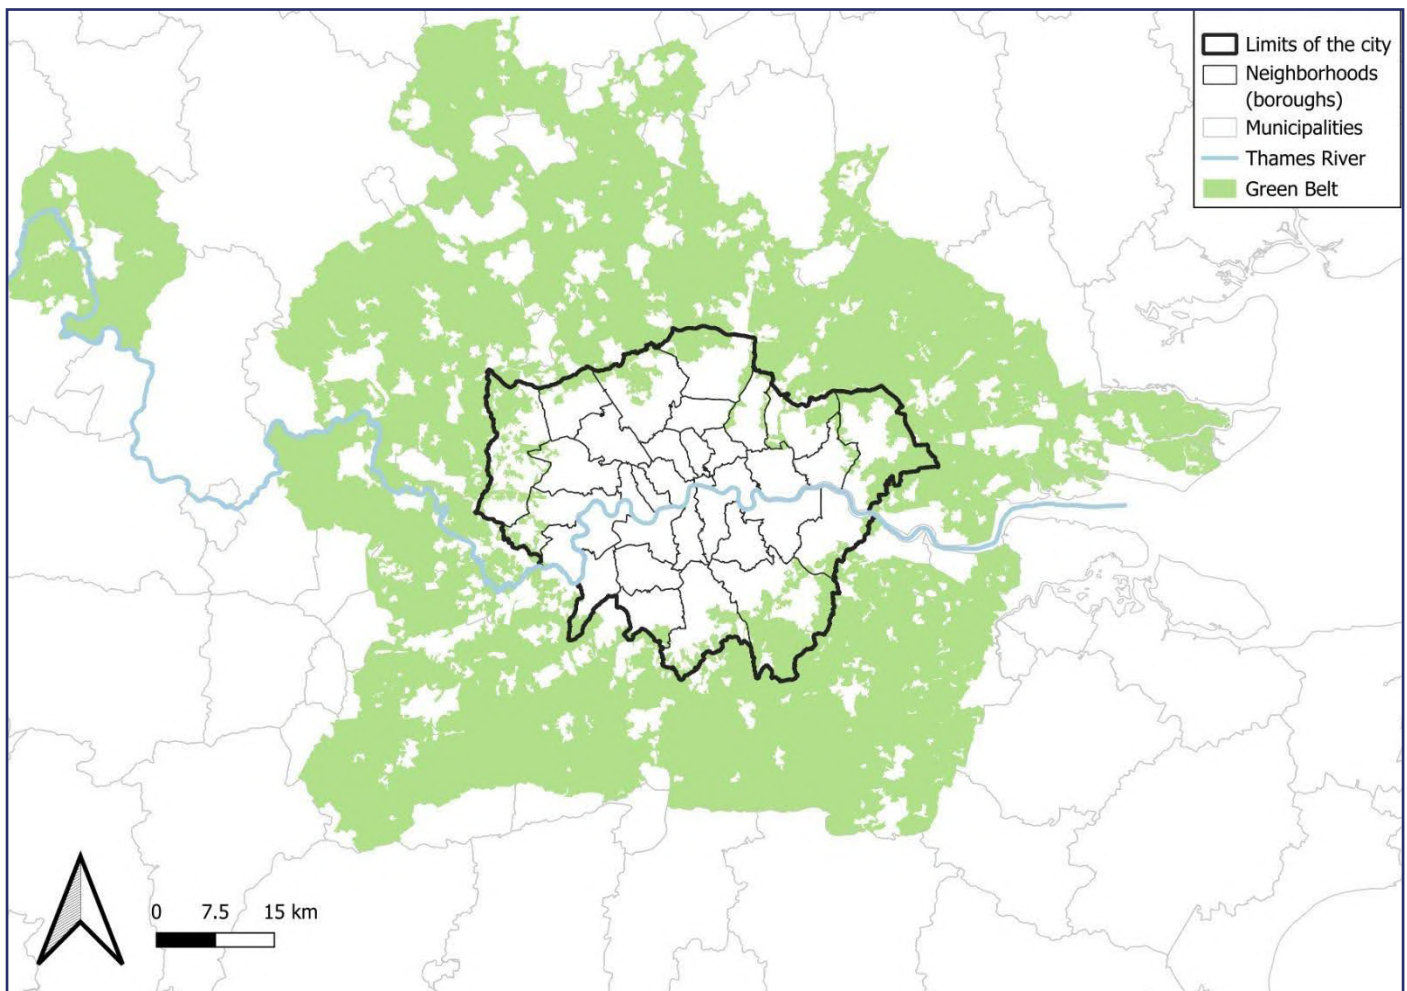 Limits of the city
Neighborhoods
(boroughs)
Municipalities
Thames River
Green Belt
0 7.5 15 km